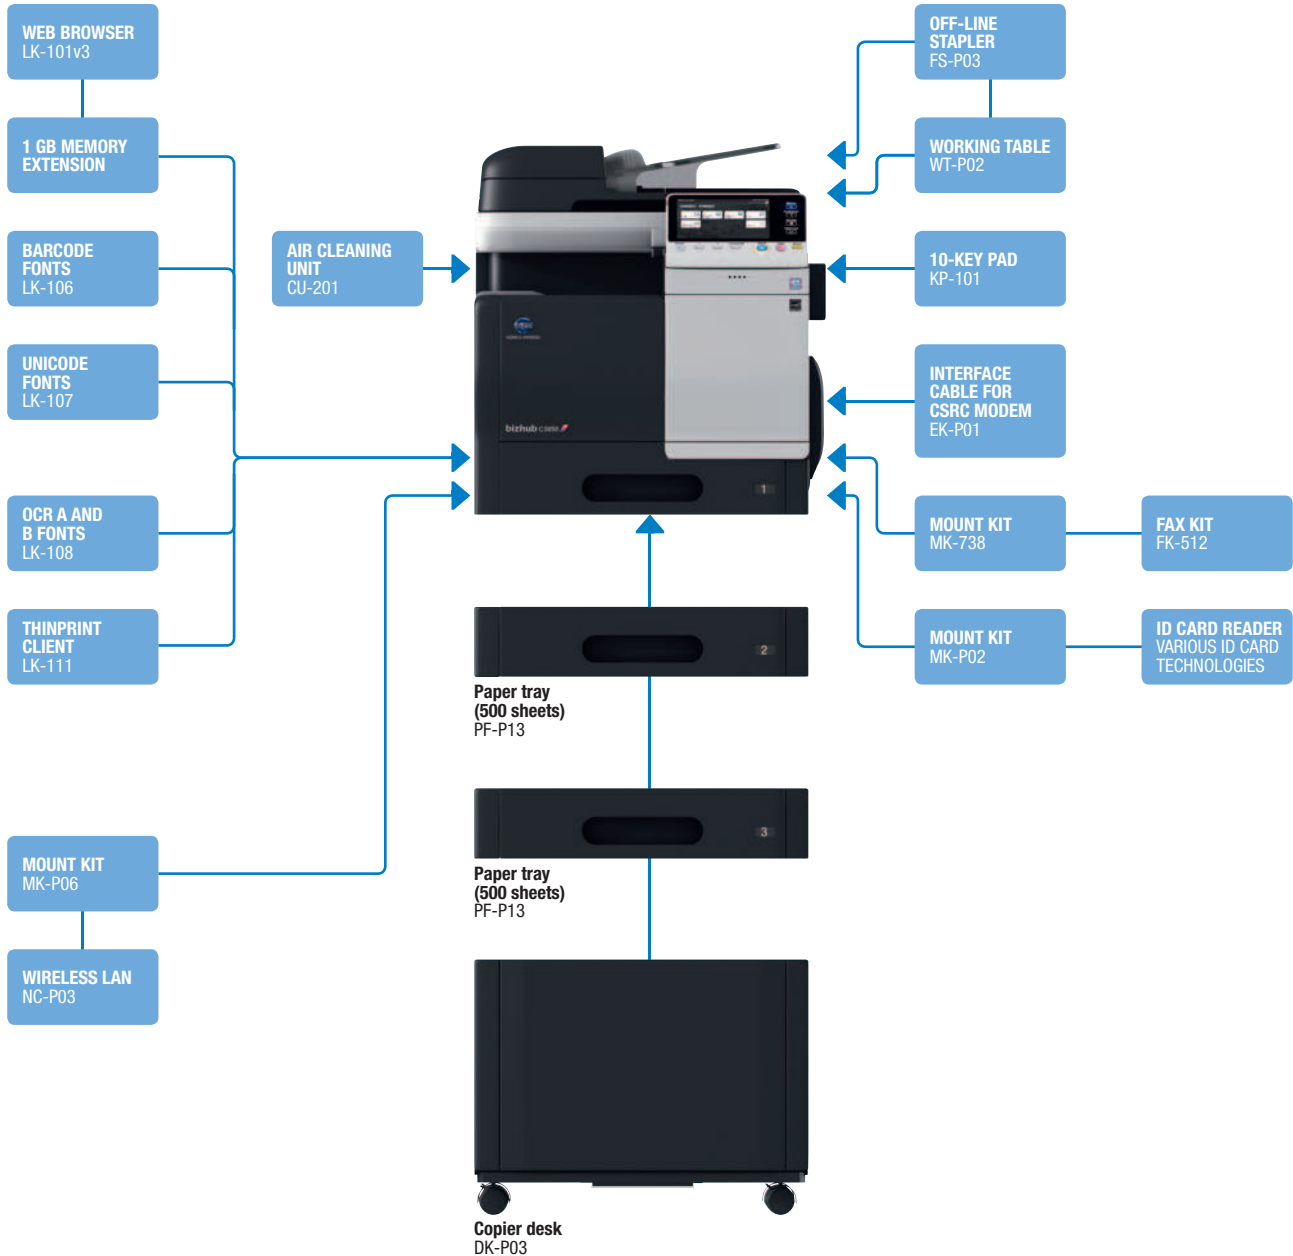 WEB BROWSER
LK-101v3
1 GB MEMORY
EXTENSION
BARCODE
FONTS
LK-106
UNICODE
FONTS
LK-107
OCR A AND
B FONTS
LK-108
THINPRINT
CLIENT
LK-111
MOUNT KIT
MK-P06
WIRELESS LAN
NC-P03
AIR CLEANING
UNIT
CU-201
bizhub
1
2
Paper tray
(500 sheets)
PF-P13
3
Paper tray
(500 sheets)
PF-P13
Copier desk
DK-P03
OFF-LINE
STAPLER
FS-P03
WORKING TABLE
WT-P02
10-KEY PAD
KP-101
INTERFACE
CABLE FOR
CSRC MODEM
EK-P01
MOUNT KIT
MK-738
FAX KIT
FK-512
MOUNT KIT
MK-P02
ID CARD READER
VARIOUS ID CARD
TECHNOLOGIES